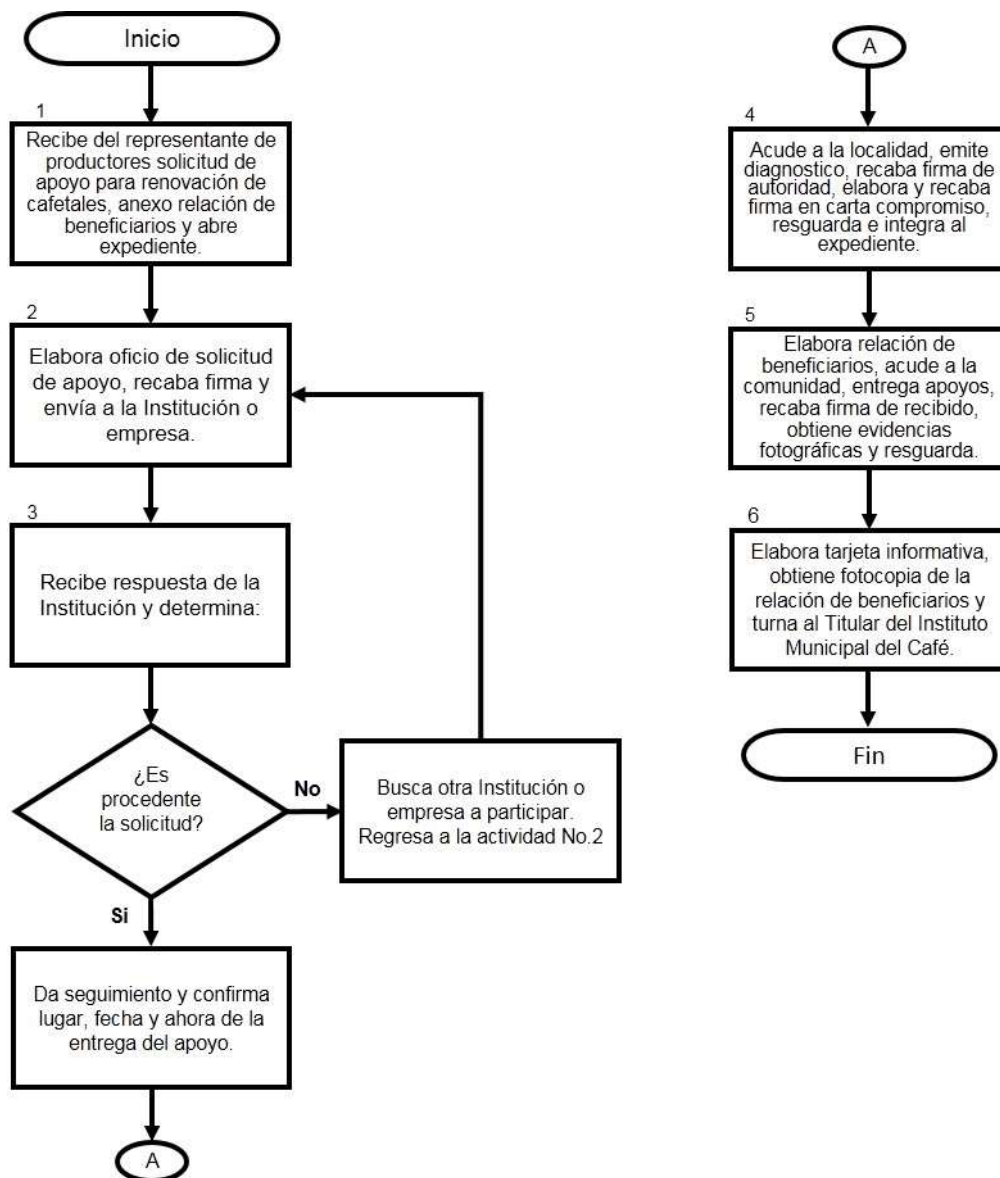 Inicio
1
Recibe del representante de
productores solicitud de
apoyo para renovación de
cafetales, anexo relación de
beneficiarios y abre
expediente.
2
Elabora oficio de solicitud
de apoyo, recaba firma y
envía a la Institución o
empresa.
3
Recibe respuesta de la
Institución y determina:
¿Es
procedente
la solicitud?
No
Busca otra Institución o
empresa a participar.
Regresa a la actividad No.2
Si
Da seguimiento y confirma
lugar, fecha y ahora de la
entrega del apoyo.
A
A
4
Acude a la localidad, emite
diagnostico, recaba firma de
autoridad, elabora y recaba
firma en carta compromiso,
resguarda e integra al
expediente.
5
Elabora relación de
beneficiarios, acude a la
comunidad, entrega apoyos,
recaba firma de recibido,
obtiene evidencias
fotográficas y resguarda.
6
Elabora tarjeta informativa,
obtiene fotocopia de la
relación de beneficiarios y
turna al Titular del Instituto
Municipal del Café.
Fin